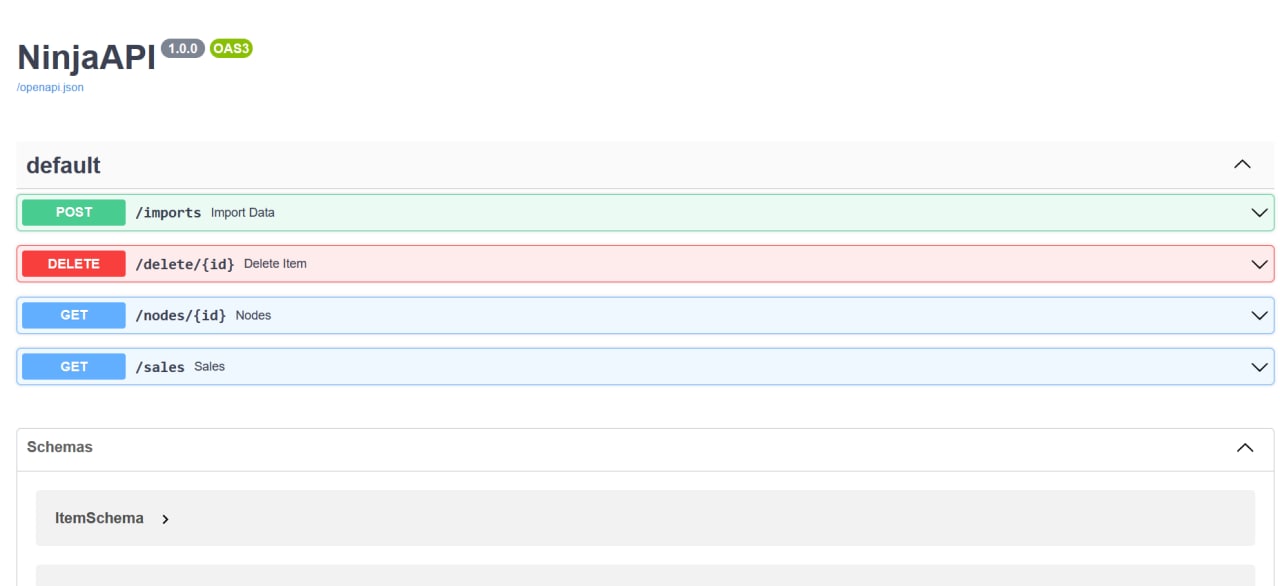 NinjaAPI 1.0.0 OAS3
/openapi.json
default
POST /imports Import Data
DELETE /delete/{id} Delete Item
GET /nodes/{id} Nodes
GET /sales Sales
Schemas
ItemSchema